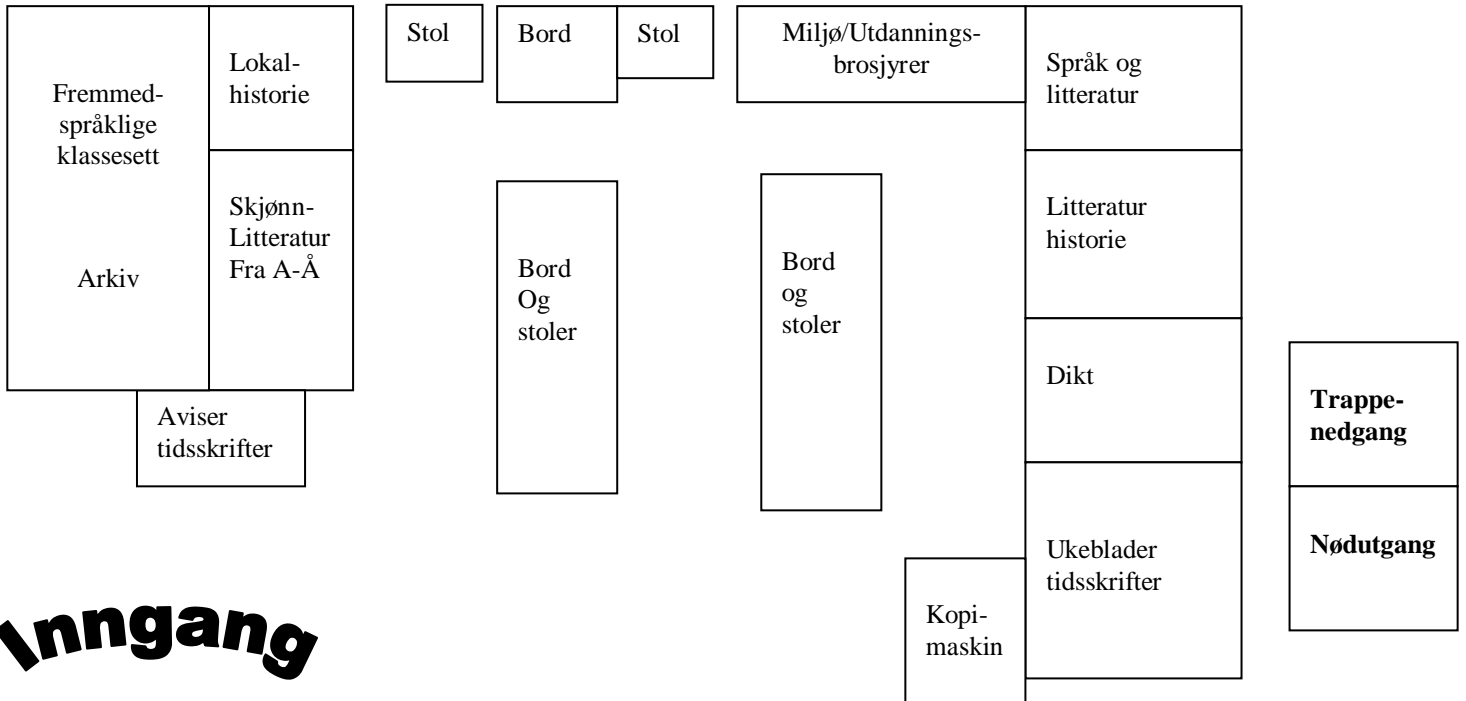 Fremmed-
språklige
klassesett
Arkiv
Lokal-
historie
Skjønn-
Litteratur
Fra A-Å
Aviser
tidsskrifter
Stol
Bord
Stol
Bord
Og
stoler
Miljø/Utdannings-
brosjyrer
Bord
og
stoler
Språk og
litteratur
Litteratur
historie
Dikt
Ukeblader
tidsskrifter
Kopi-
maskin
Trappe-
nedgang
Nødutgang
Inngang